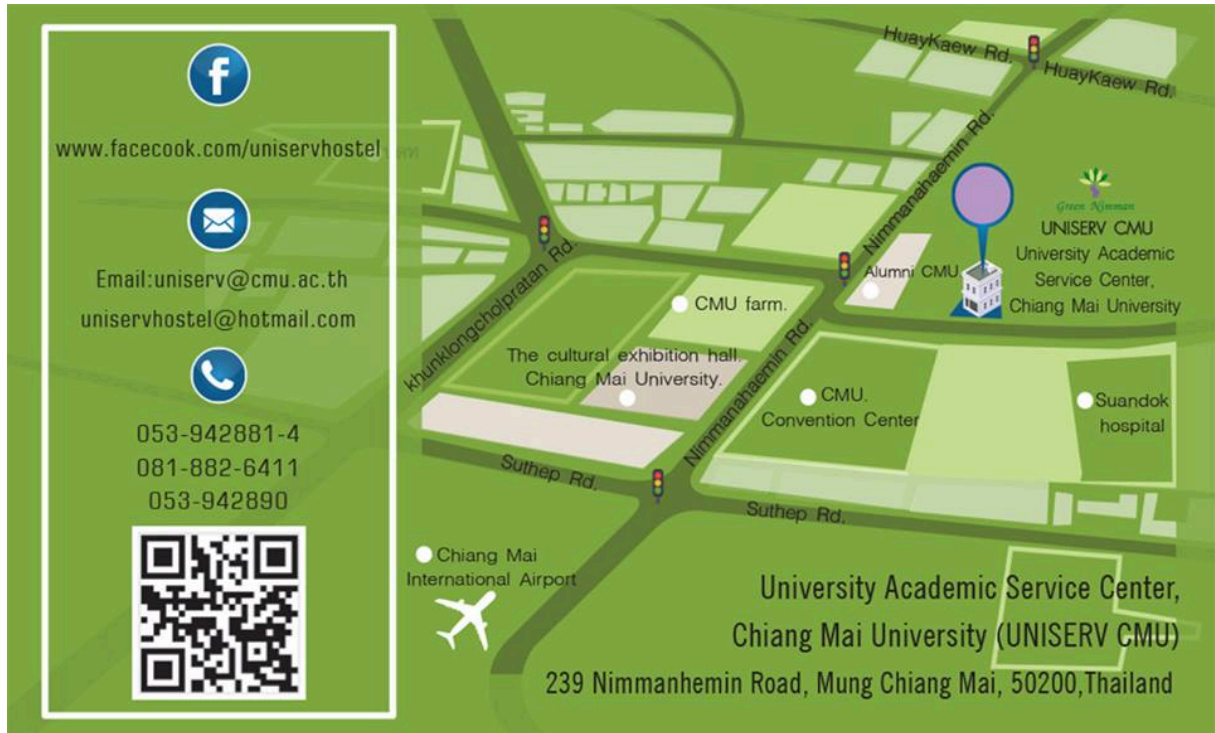 f
www.facecook.com/uniservhostel
Email:uniserv@cmu.ac.th
uniservhostel@hotmail.com
053-942881-4
081-882-6411
053-942890
HuayKaew Rd.
HuayKaew Rd.
Nimmanahaemin Rd.
Green Nimman
UNISERV CMU
University Academic
Service Center,
Chiang Mai University
Alumni CMU
khunklongcholpratan Rd.
CMU farm.
The cultural exhibition hall.
Chiang Mai University.
Nimmanahaemin Rd.
CMU.
Convention Center
Suandok
hospital
Suthep Rd.
Suthep Rd.
Chiang Mai
International Airport
University Academic Service Center,
Chiang Mai University (UNISERV CMU)
239 Nimmanhemin Road, Mung Chiang Mai, 50200,Thailand